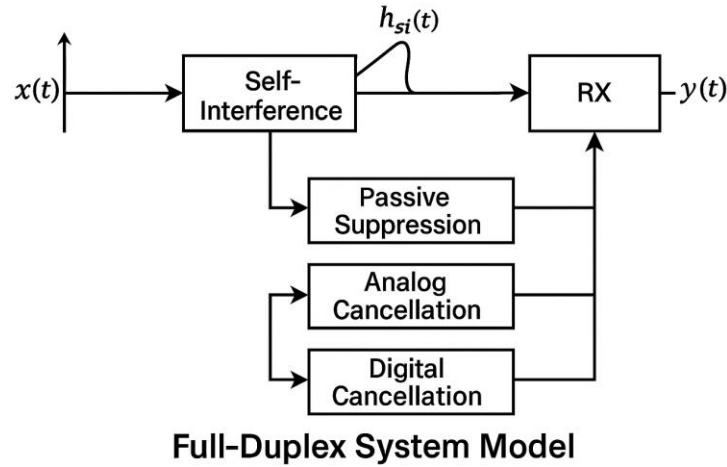 h_si(t)
x(t)
Self-
Interference
RX
y(t)
Passive
Suppression
Analog
Cancellation
Digital
Cancellation
Full-Duplex System Model